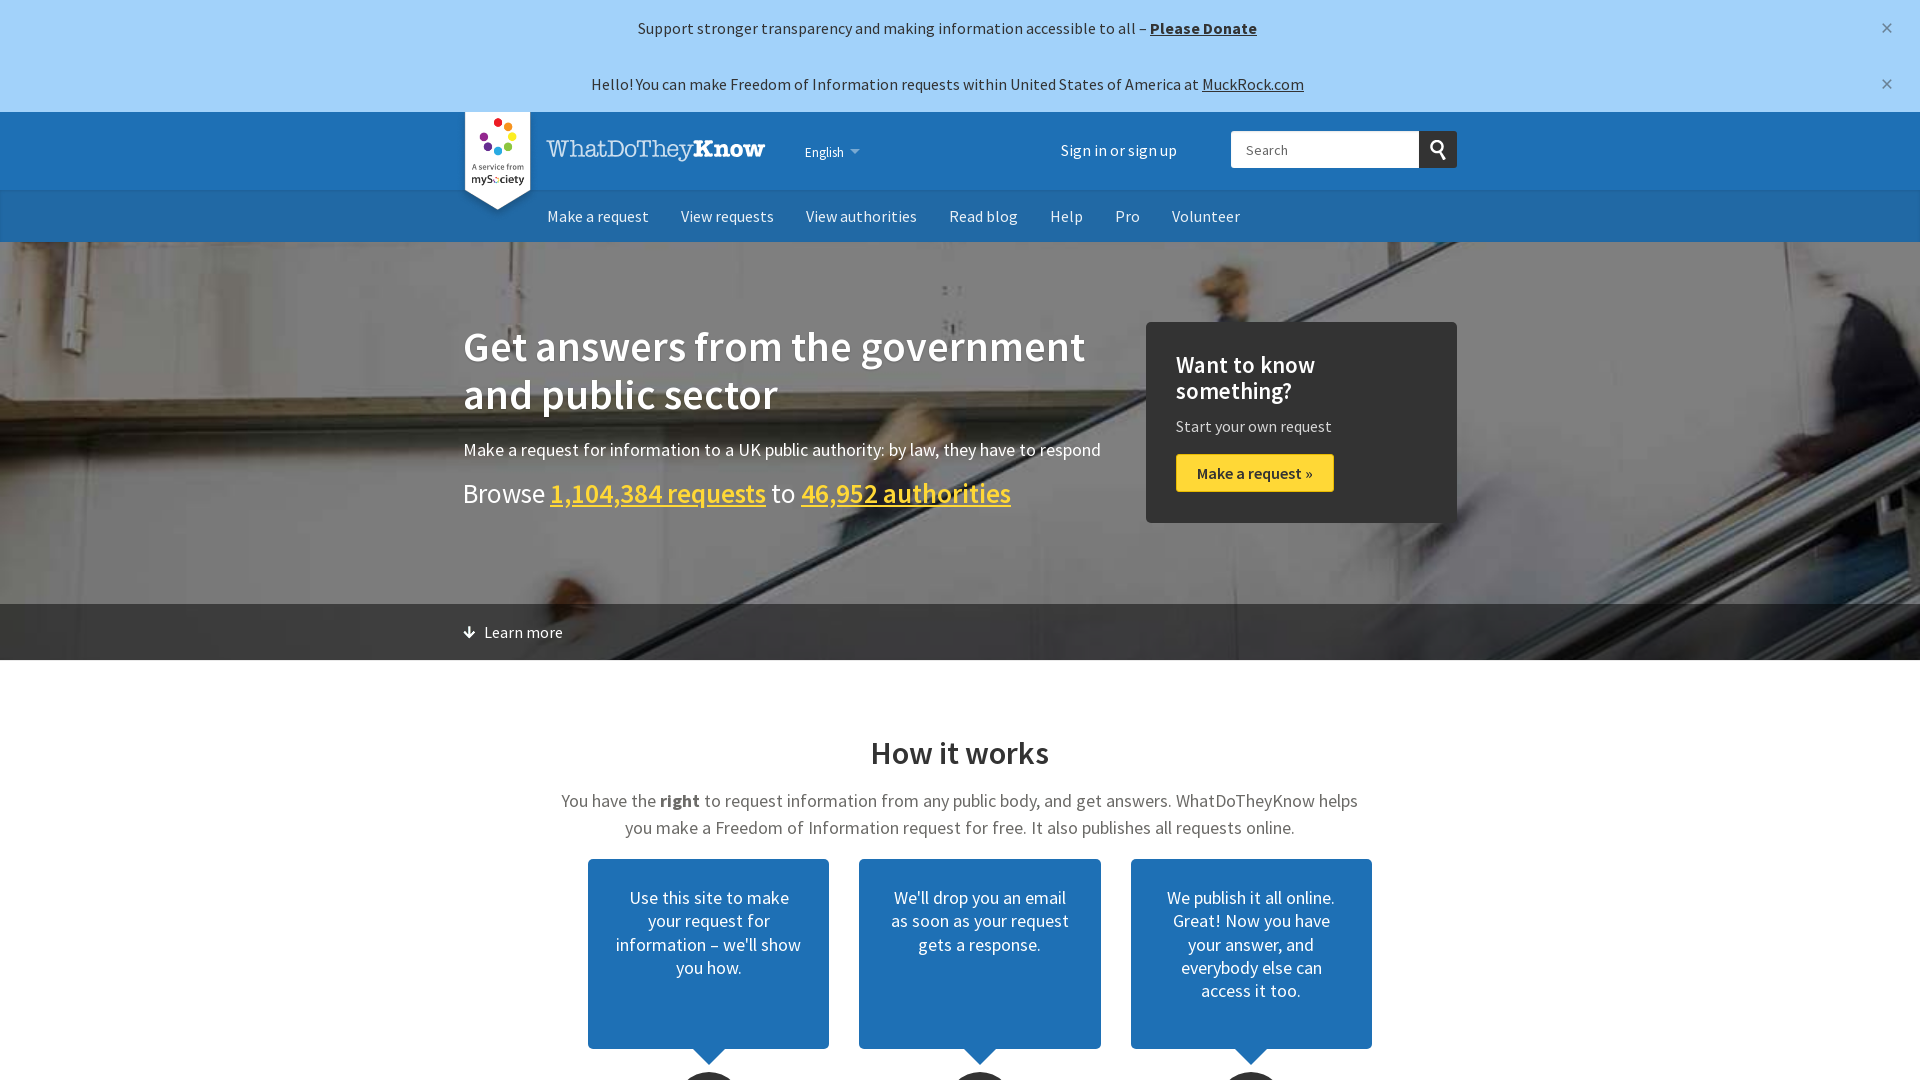 Support stronger transparency and making information accessible to all – Please Donate ×
Hello! You can make Freedom of Information requests within United States of America at MuckRock.com ×
A service from
mySociety
WhatDoTheyKnow
English
Sign in or sign up
Search
Make a request
View requests
View authorities
Read blog
Help
Pro
Volunteer
Get answers from the government
and public sector
Make a request for information to a UK public authority: by law, they have to respond
Browse 1,104,384 requests to 46,952 authorities
Want to know
something?
Start your own request
Make a request »
Learn more
How it works
You have the right to request information from any public body, and get answers. WhatDoTheyKnow helps
you make a Freedom of Information request for free. It also publishes all requests online.
Use this site to make
your request for
information – we'll show
you how.
We'll drop you an email
as soon as your request
gets a response.
We publish it all online.
Great! Now you have
your answer, and
everybody else can
access it too.